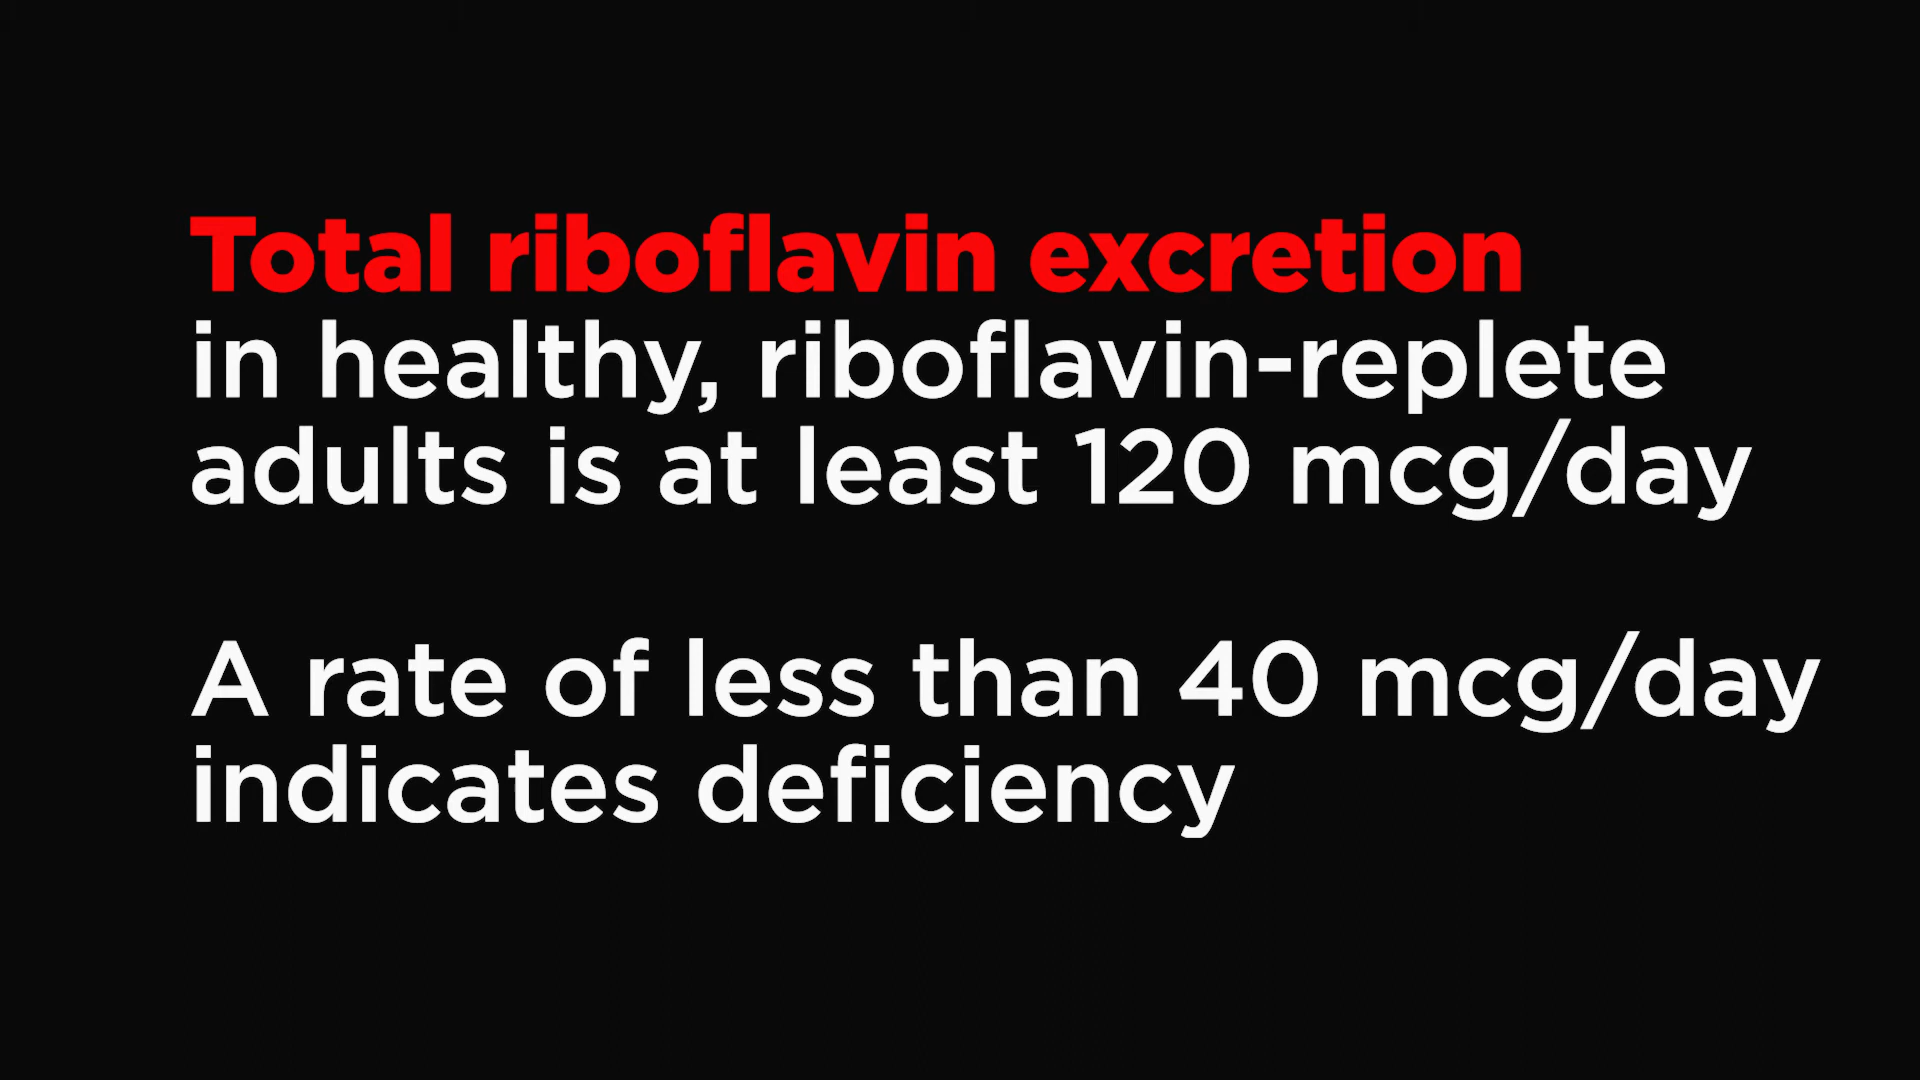 Total riboflavin excretion
in healthy, riboflavin-replete
adults is at least 120 mcg/day
A rate of less than 40 mcg/day
indicates deficiency